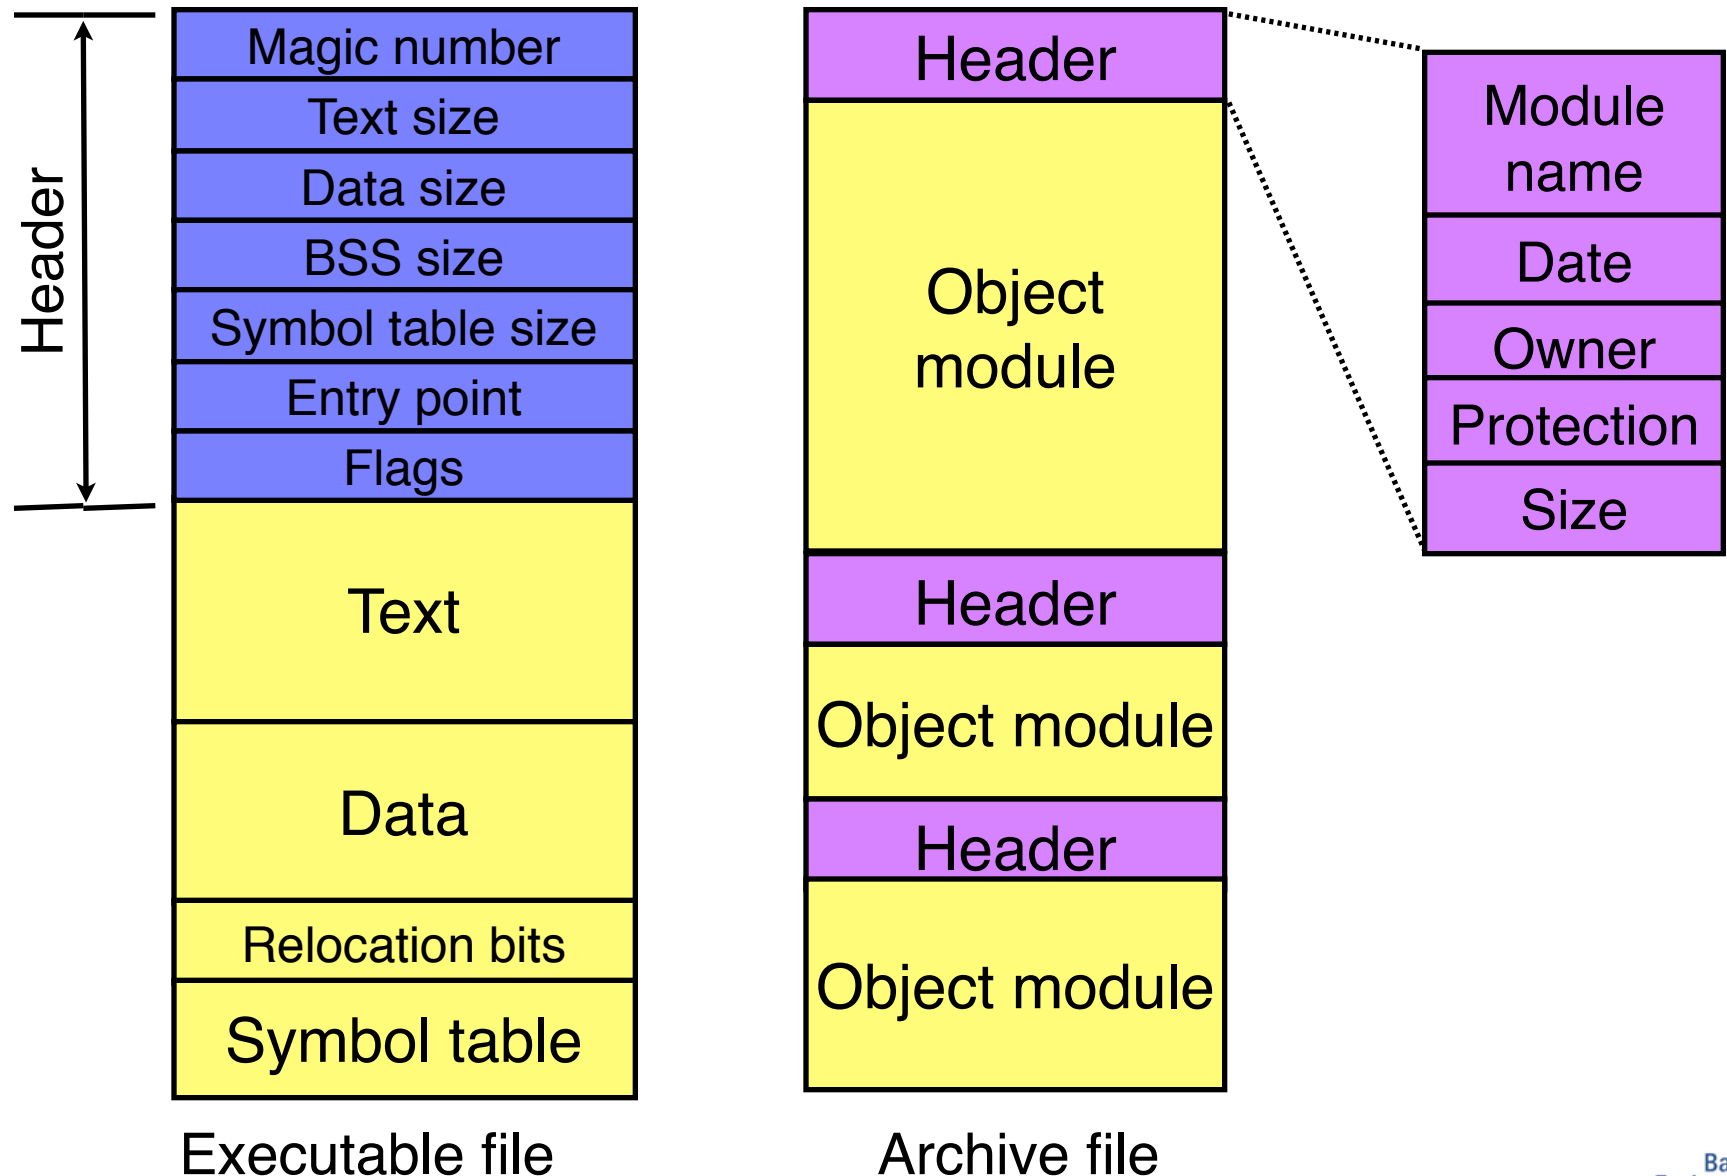 Header
Magic number
Text size
Data size
BSS size
Symbol table size
Entry point
Flags
Text
Data
Relocation bits
Symbol table
Executable file
Header
Object
module
Header
Object module
Header
Object module
Archive file
Module
name
Date
Owner
Protection
Size
Ba